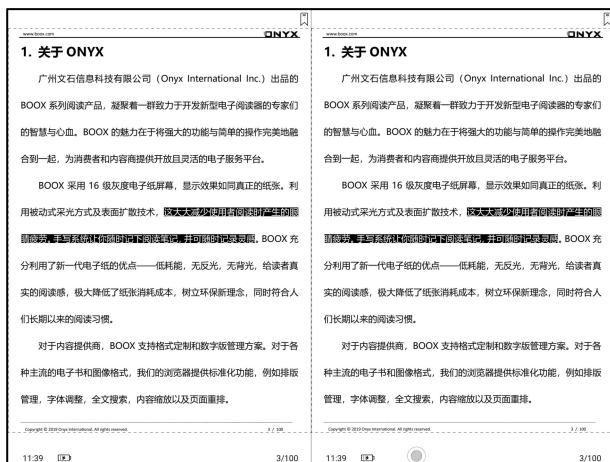 www.boox.com
ONYX
1. 关于 ONYX
广州文石信息科技有限公司（Onyx International Inc.）出品的
BOOX 系列阅读产品，凝聚着一群致力于开发新型电子阅读器的专家们
的智慧与心血。BOOX 的魅力在于将强大的功能与简单的操作完美地融
合到一起，为消费者和内容商提供开放且灵活的电子服务平台。
BOOX 采用 16 级灰度电子纸屏幕，显示效果如同真正的纸张。利
用被动式采光方式及表面扩散技术，这大大减少使用者阅读时产生的眼
睛疲劳，手写系统让你随时记下阅读笔记，并可随时记录灵感。BOOX 充
分利用了新一代电子纸的优点——低耗能，无反光，无背光，给读者真
实的阅读感，极大降低了纸张消耗成本，树立环保新理念，同时符合人
们长期以来的阅读习惯。
对于内容提供商，BOOX 支持格式定制和数字版管理方案。对于各
种主流的电子书和图像格式，我们的浏览器提供标准化功能，例如排版
管理，字体调整，全文搜索，内容缩放以及页面重排。
Copyright © 2019 Onyx International. All rights reserved.
3 / 100
11:39
3/100
www.boox.com
ONYX
1. 关于 ONYX
广州文石信息科技有限公司（Onyx International Inc.）出品的
BOOX 系列阅读产品，凝聚着一群致力于开发新型电子阅读器的专家们
的智慧与心血。BOOX 的魅力在于将强大的功能与简单的操作完美地融
合到一起，为消费者和内容商提供开放且灵活的电子服务平台。
BOOX 采用 16 级灰度电子纸屏幕，显示效果如同真正的纸张。利
用被动式采光方式及表面扩散技术，这大大减少使用者阅读时产生的眼
睛疲劳，手写系统让你随时记下阅读笔记，并可随时记录灵感。BOOX 充
分利用了新一代电子纸的优点——低耗能，无反光，无背光，给读者真
实的阅读感，极大降低了纸张消耗成本，树立环保新理念，同时符合人
们长期以来的阅读习惯。
对于内容提供商，BOOX 支持格式定制和数字版管理方案。对于各
种主流的电子书和图像格式，我们的浏览器提供标准化功能，例如排版
管理，字体调整，全文搜索，内容缩放以及页面重排。
Copyright © 2019 Onyx International. All rights reserved.
3 / 100
11:39
3/100